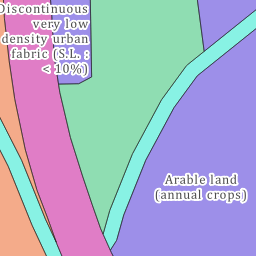 Discontinuous
very low
density urban
fabric (S.L. :
< 10%)
Arable land
(annual crops)